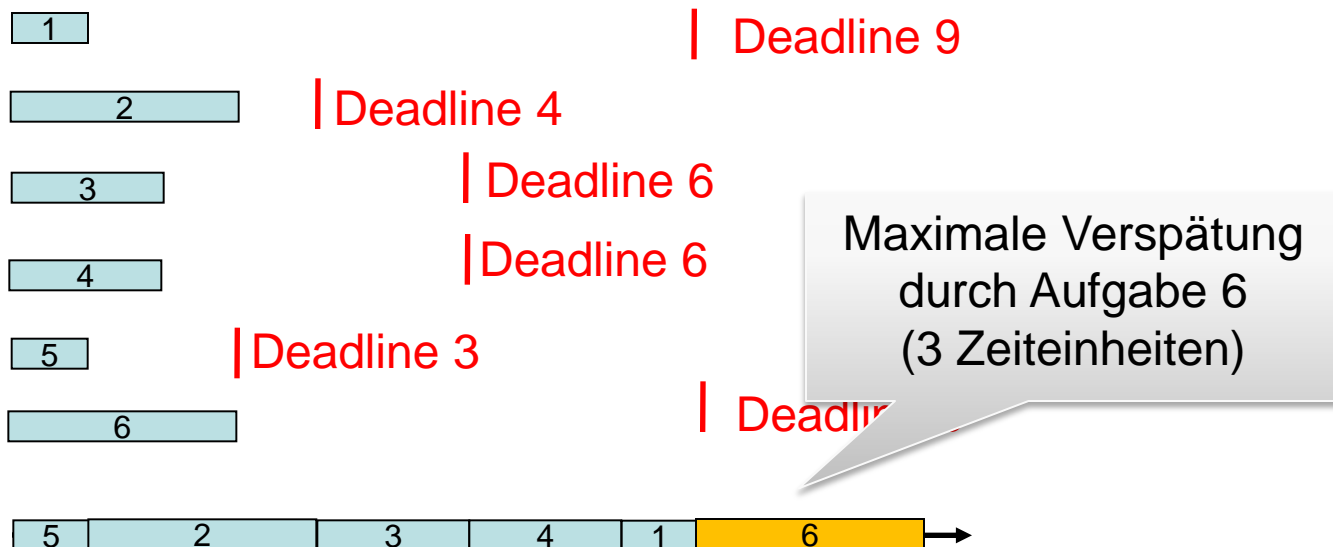 1
Deadline 9
2
Deadline 4
3
Deadline 6
4
Deadline 6
5
Deadline 3
6
Maximale Verspätung
durch Aufgabe 6
(3 Zeiteinheiten)
5 2 3 4 1 6